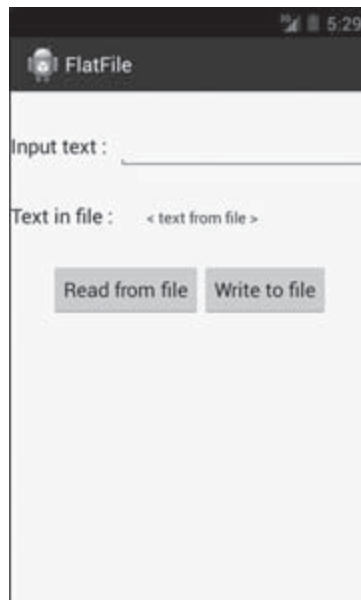 5:29
FlatFile
Input text :
Text in file : < text from file >
Read from file Write to file